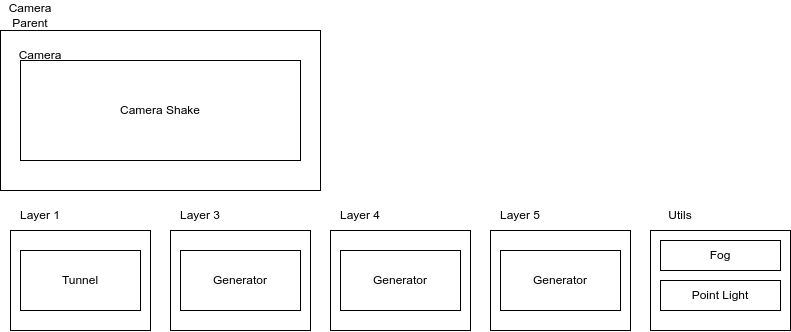 Camera
Parent
Camera
Camera Shake
Layer 1
Layer 3
Layer 4
Layer 5
Utils
Tunnel
Generator
Generator
Generator
Fog
Point Light